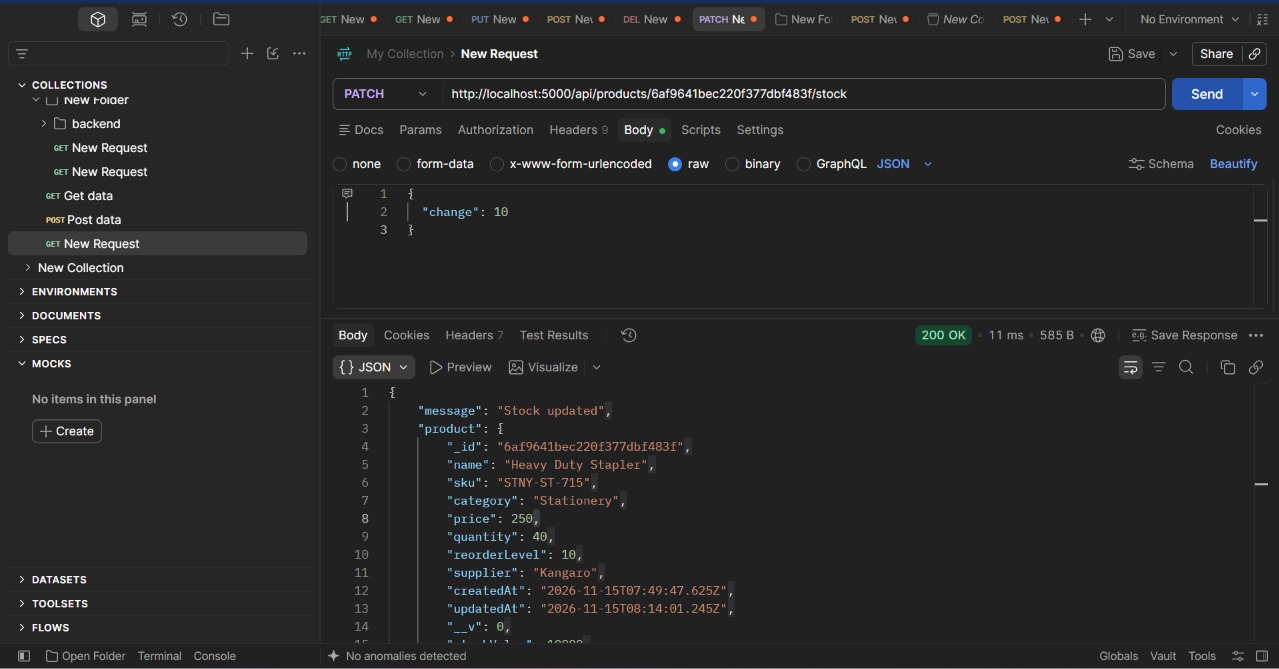 GET New
GET New
PUT New
POST Nev
DEL New
PATCH Ne
New Fo
POST Nev
New Co
POST Nev
No Environment
My Collection > New Request
Save
Share
COLLECTIONS
New Folder
backend
GET New Request
GET New Request
GET Get data
POST Post data
GET New Request
New Collection
ENVIRONMENTS
DOCUMENTS
SPECS
MOCKS
No items in this panel
+ Create
DATASETS
TOOLSETS
FLOWS
HTTP
PATCH
http://localhost:5000/api/products/6af9641bec220f377dbf483f/stock
Send
Docs Params Authorization Headers 9 Body Scripts Settings Cookies
none form-data x-www-form-urlencoded raw binary GraphQL JSON Schema Beautify
1 {
2 "change": 10
3 }
Body Cookies Headers 7 Test Results 200 OK 11 ms 585 B e.g. Save Response
{} JSON Preview Visualize
1 {
2 "message": "Stock updated",
3 "product": {
4 "_id": "6af9641bec220f377dbf483f",
5 "name": "Heavy Duty Stapler",
6 "sku": "STNY-ST-715",
7 "category": "Stationery",
8 "price": 250,
9 "quantity": 40,
10 "reorderLevel": 10,
11 "supplier": "Kangaro",
12 "createdAt": "2026-11-15T07:49:47.625Z",
13 "updatedAt": "2026-11-15T08:14:01.245Z",
14 "__v": 0,
Open Folder Terminal Console No anomalies detected Globals Vault Tools